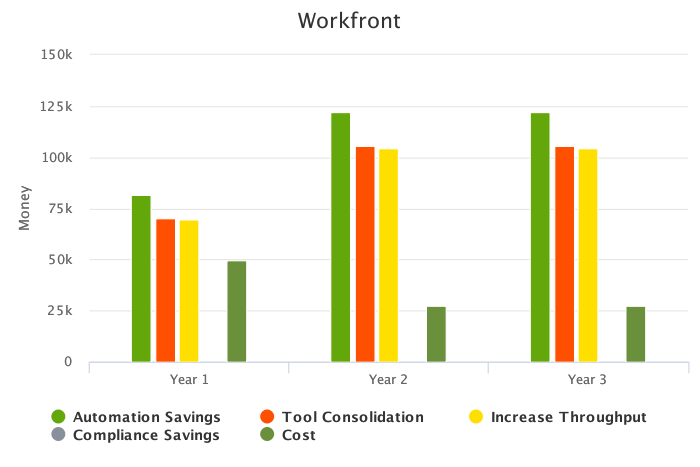 Workfront
150k
125k
100k
75k
50k
25k
0
Money
Year 1 Year 2 Year 3
Automation Savings Tool Consolidation Increase Throughput
Compliance Savings Cost